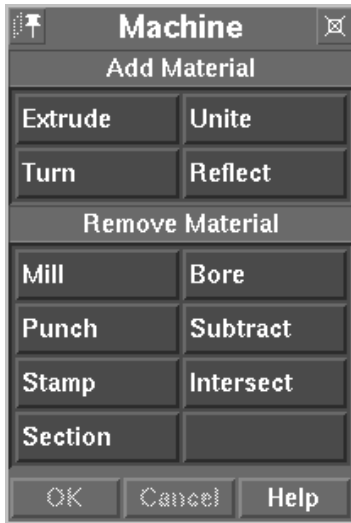 Machine
Add Material
Extrude Unite
Turn Reflect
Remove Material
Mill Bore
Punch Subtract
Stamp Intersect
Section
OK Cancel Help